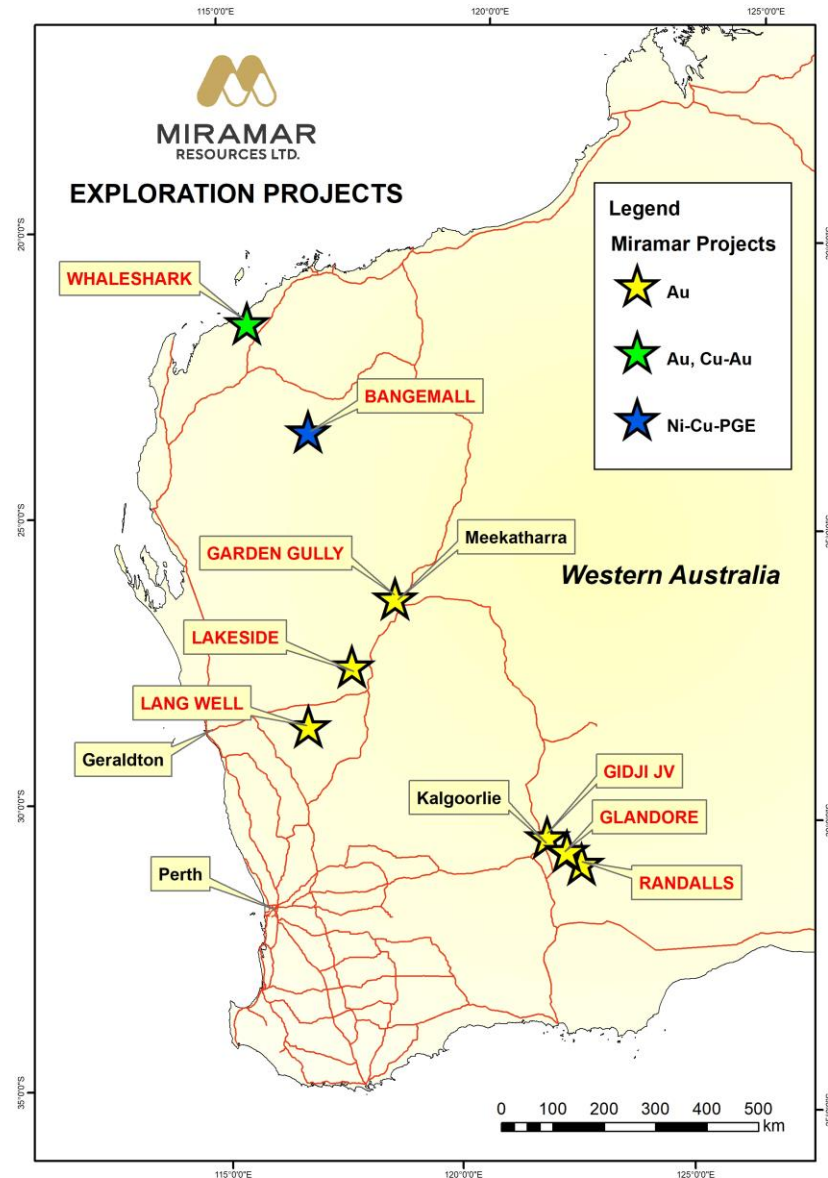 115°0'0"E
120°0'0"E
125°0'0"E
MIRAMAR
RESOURCES LTD.
EXPLORATION PROJECTS
Legend
Miramar Projects
Au
Au, Cu-Au
Ni-Cu-PGE
20°0'0"S
WHALESHARK
BANGEMALL
25°0'0"S
GARDEN GULLY
Meekatharra
Western Australia
LAKESIDE
LANG WELL
Geraldton
GIDJI JV
Kalgoorlie
GLANDORE
30°0'0"S
RANDALLS
Perth
35°0'0"S
0 100 200 300 400 500
km
115°0'0"E
120°0'0"E
125°0'0"E